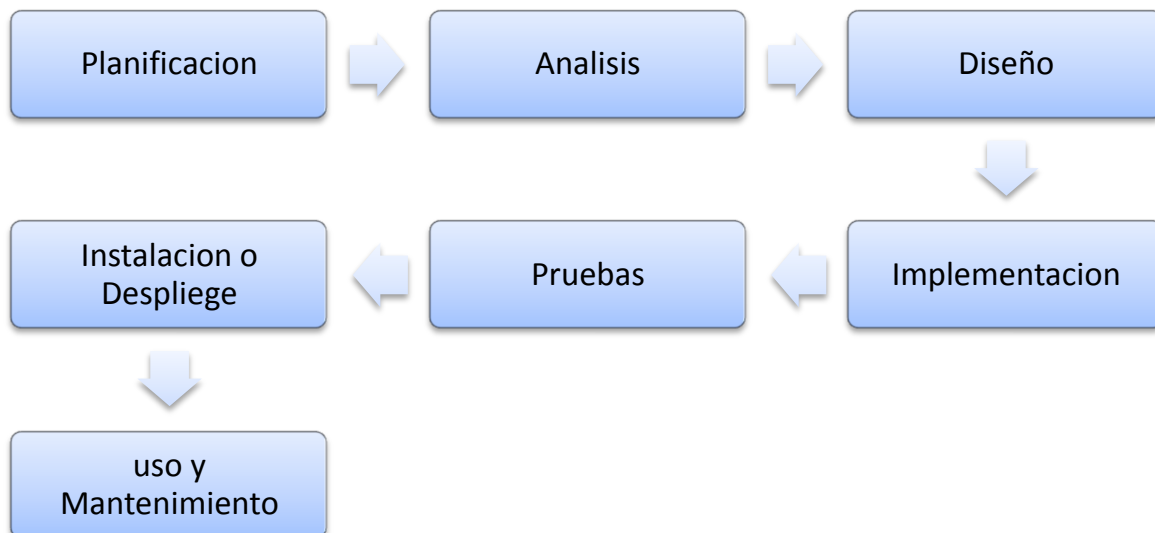 Planificacion
Analisis
Diseño
Implementacion
Pruebas
Instalacion o
Despliege
uso y
Mantenimiento